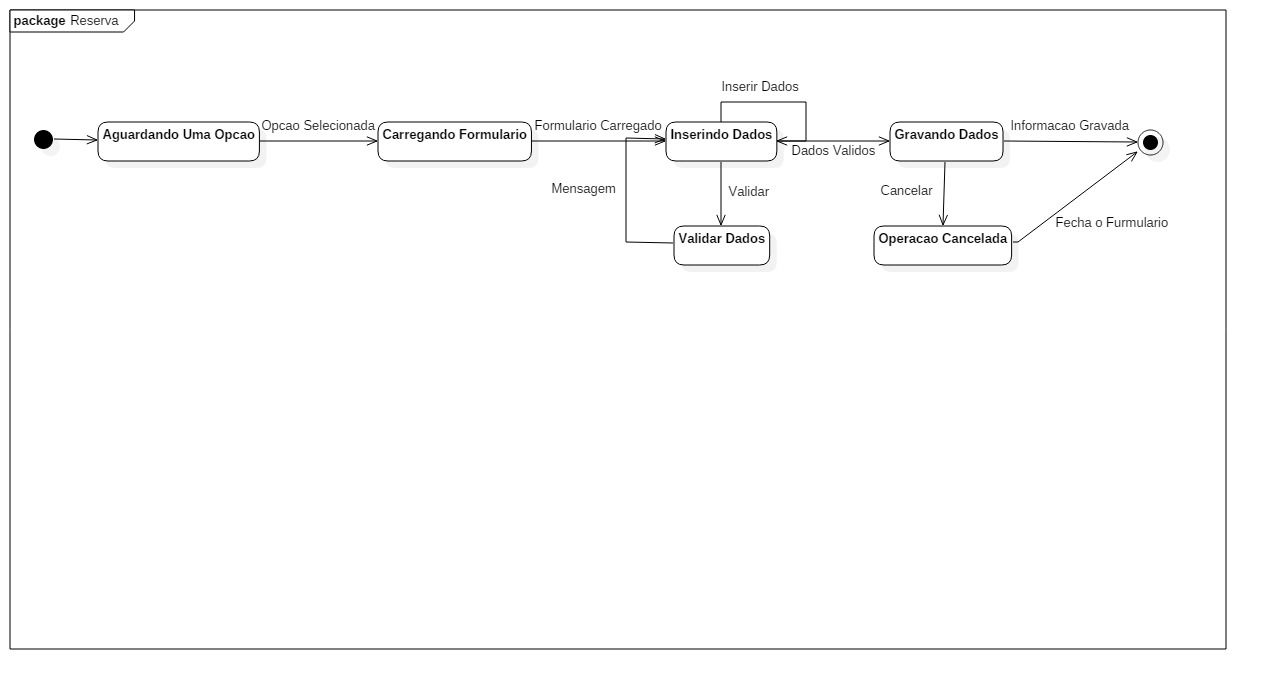 package Reserva
Inserir Dados
Aguardando Uma Opcao
Opcao Selecionada
Carregando Formulario
Formulario Carregado
Inserindo Dados
Dados Validos
Gravando Dados
Informacao Gravada
Mensagem
Validar
Cancelar
Validar Dados
Operacao Cancelada
Fecha o Furmulario